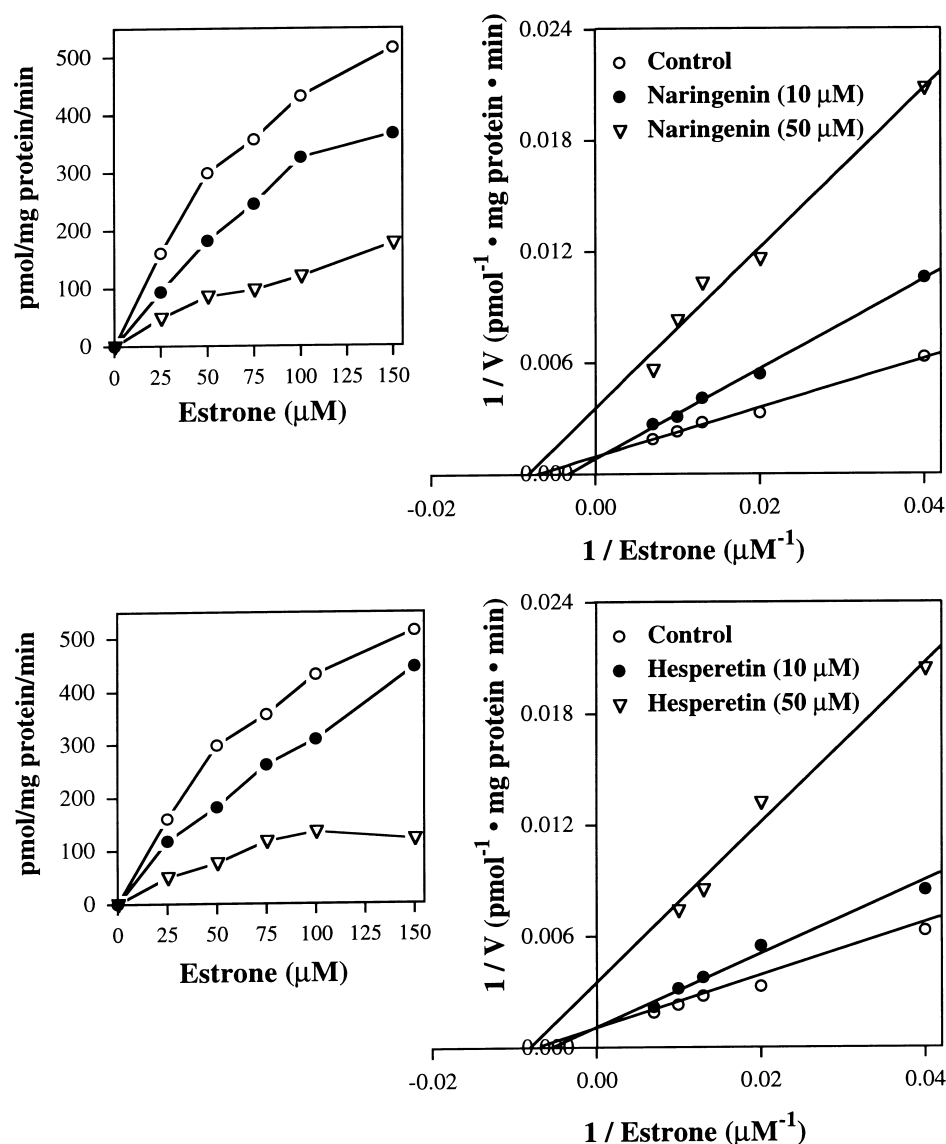 500
400
300
200
100
0
0 25 50 75 100 125 150
Estrone (μM)
pmol/mg protein/min
0.024
0.018
0.012
0.006
0.000
-0.02 0.00 0.02 0.04
1 / Estrone (μM⁻¹)
1 / V (pmol⁻¹ • mg protein • min)
Control
Naringenin (10 μM)
Naringenin (50 μM)
500
400
300
200
100
0
0 25 50 75 100 125 150
Estrone (μM)
pmol/mg protein/min
0.024
0.018
0.012
0.006
0.000
-0.02 0.00 0.02 0.04
1 / Estrone (μM⁻¹)
1 / V (pmol⁻¹ • mg protein • min)
Control
Hesperetin (10 μM)
Hesperetin (50 μM)